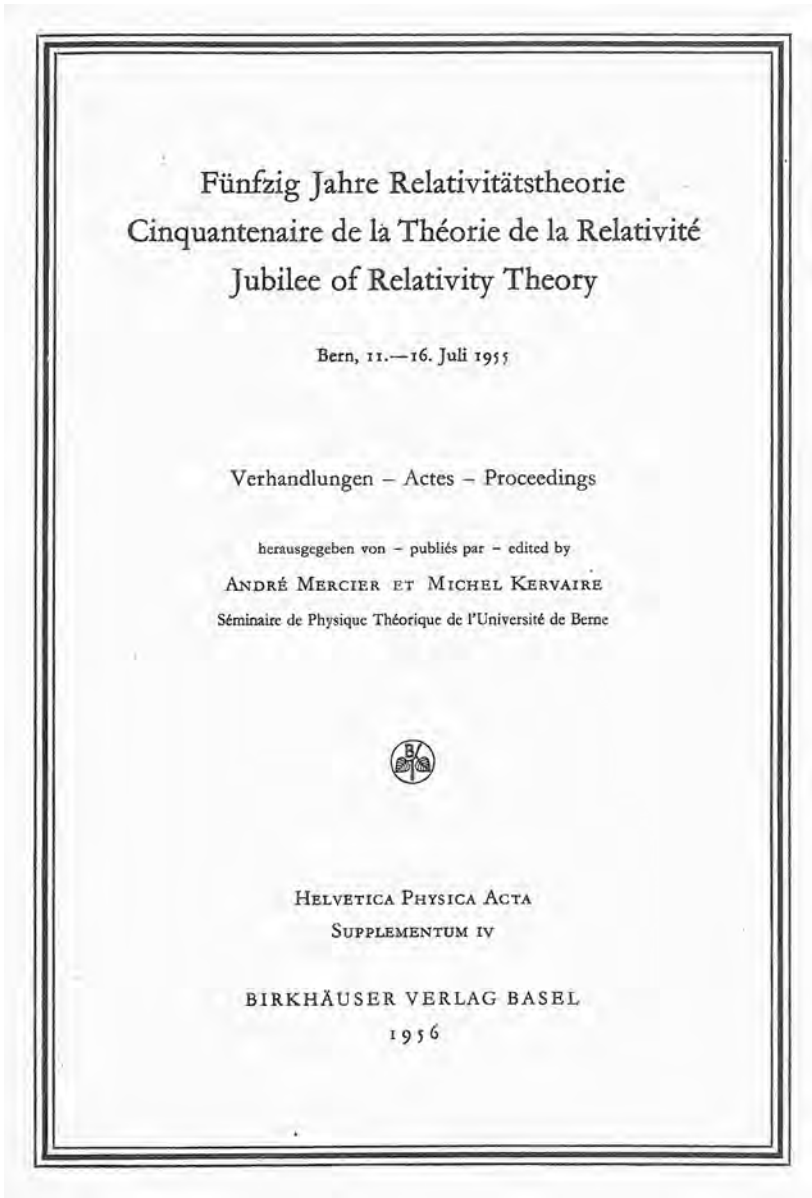 Fünfzig Jahre Relativitätstheorie
Cinquantenaire de la Théorie de la Relativité
Jubilee of Relativity Theory
Bern, 11.—16. Juli 1955
Verhandlungen – Actes – Proceedings
herausgegeben von – publiés par – edited by
ANDRÉ MERCIER ET MICHEL KERVAIRE
Séminaire de Physique Théorique de l'Université de Berne
B
HELVETICA PHYSICA ACTA
SUPPLEMENTUM IV
BIRKHÄUSER VERLAG BASEL
1956